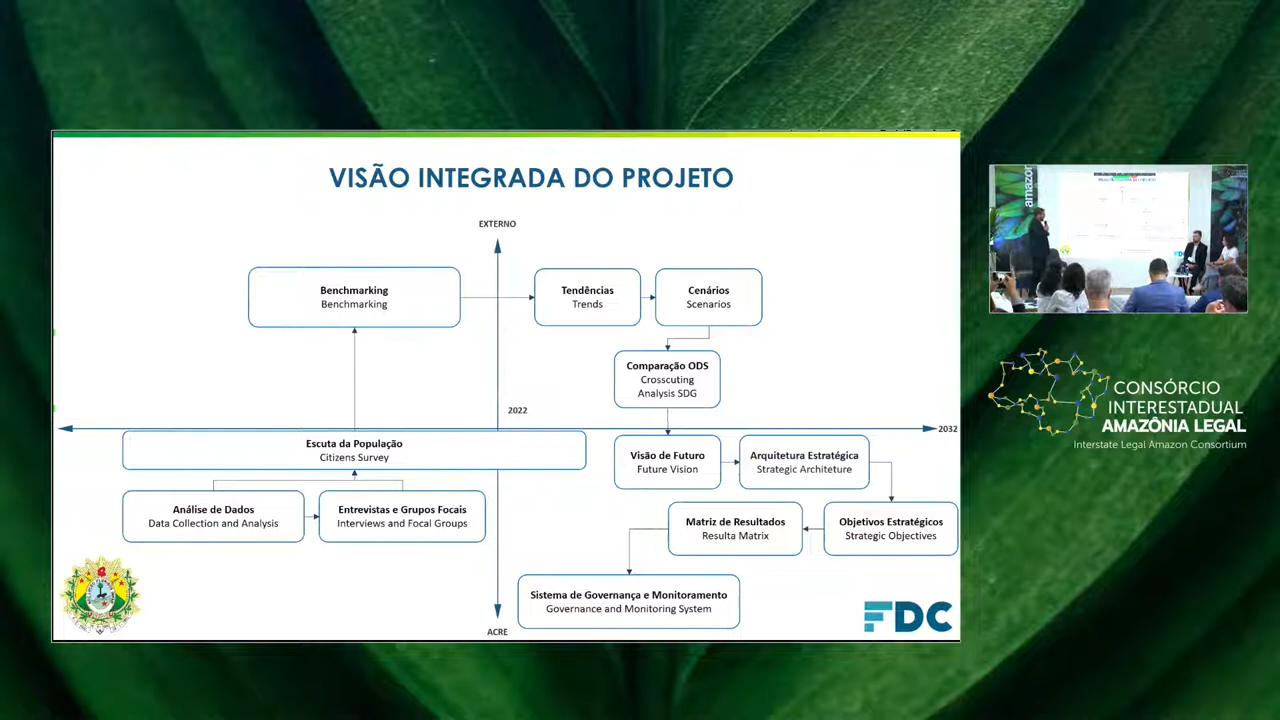 VISÃO INTEGRADA DO PROJETO
EXTERNO
Benchmarking
Benchmarking
Tendências
Trends
Cenários
Scenarios
Comparação ODS
Crosscuting
Analysis SDG
2022
2032
Escuta da População
Citizens Survey
Visão de Futuro
Future Vision
Arquitetura Estratégica
Strategic Architeture
Análise de Dados
Data Collection and Analysis
Entrevistas e Grupos Focais
Interviews and Focal Groups
Matriz de Resultados
Resulta Matrix
Objetivos Estratégicos
Strategic Objectives
Sistema de Governança e Monitoramento
Governance and Monitoring System
ACRE
FDC
amazon
CONSÓRCIO
INTERESTADUAL
AMAZÔNIA LEGAL
Interstate Legal Amazon Consortium